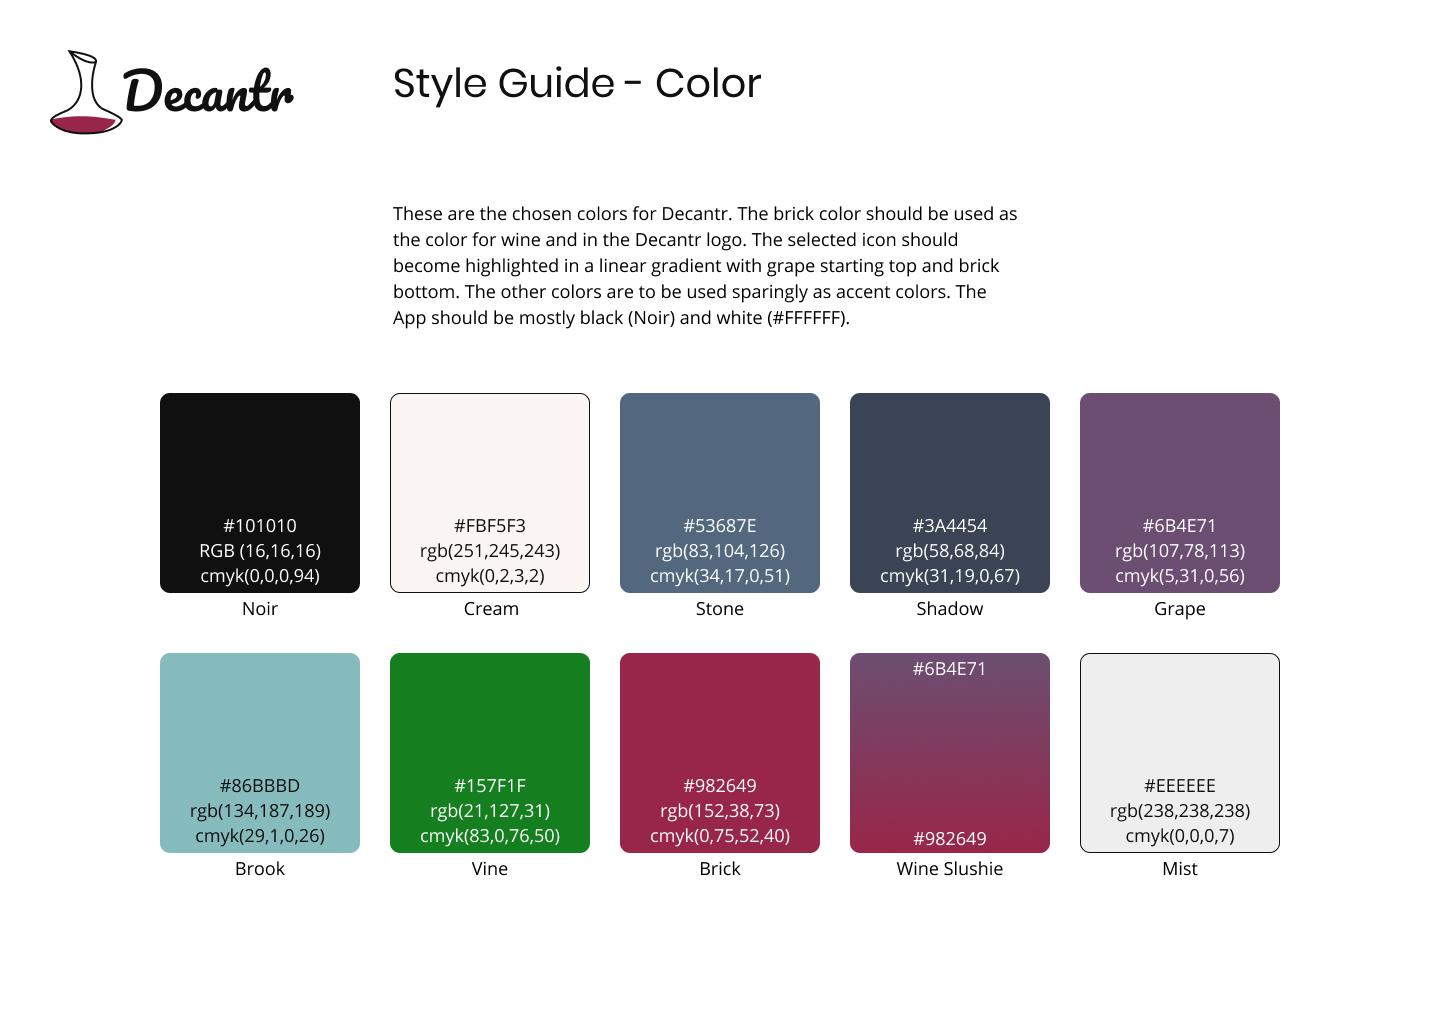 Decantr
Style Guide - Color
These are the chosen colors for Decantr. The brick color should be used as
the color for wine and in the Decantr logo. The selected icon should
become highlighted in a linear gradient with grape starting top and brick
bottom. The other colors are to be used sparingly as accent colors. The
App should be mostly black (Noir) and white (#FFFFFF).
#101010
RGB (16,16,16)
cmyk(0,0,0,94)
Noir
#FBF5F3
rgb(251,245,243)
cmyk(0,2,3,2)
Cream
#53687E
rgb(83,104,126)
cmyk(34,17,0,51)
Stone
#3A4454
rgb(58,68,84)
cmyk(31,19,0,67)
Shadow
#6B4E71
rgb(107,78,113)
cmyk(5,31,0,56)
Grape
#86BBBD
rgb(134,187,189)
cmyk(29,1,0,26)
Brook
#157F1F
rgb(21,127,31)
cmyk(83,0,76,50)
Vine
#982649
rgb(152,38,73)
cmyk(0,75,52,40)
Brick
#6B4E71
#982649
Wine Slushie
#EEEEEE
rgb(238,238,238)
cmyk(0,0,0,7)
Mist